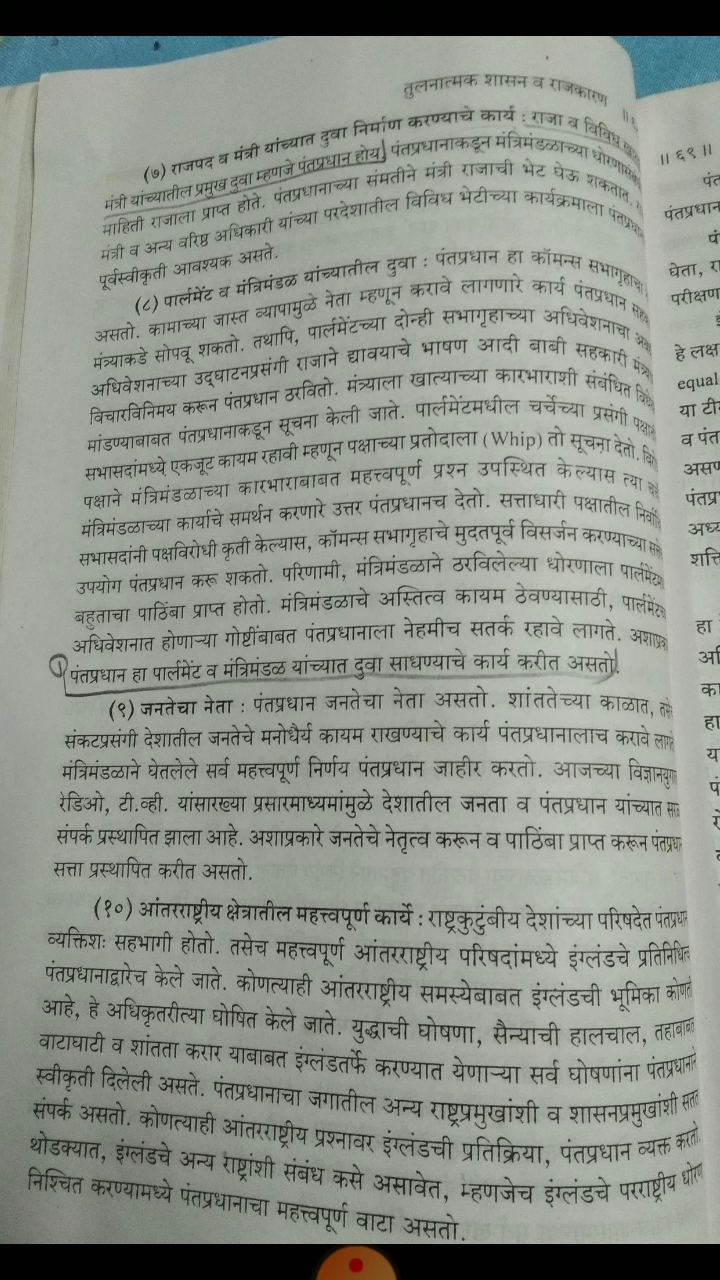 तुलनात्मक शासन व राजकारण
(७) राजपद व मंत्री यांच्यात दुवा निर्माण करण्याचे कार्य : राजा व विविध
मंत्री यांच्यातील प्रमुख दुवा म्हणजे पंतप्रधान होय. पंतप्रधानाकडून मंत्रिमंडळाच्या
माहिती राजाला प्राप्त होते. पंतप्रधानाच्या संमतीने मंत्री राजाची भेट घेऊ शकतात.
मंत्री व अन्य वरिष्ठ अधिकारी यांच्या परदेशातील विविध भेटीच्या कार्यक्रमाला
पूर्वस्वीकृती आवश्यक असते.
(८) पार्लमेंट व मंत्रिमंडळ यांच्यातील दुवा : पंतप्रधान हा कॉमन्स सभागृहाचा
असतो. कामाच्या जास्त व्यापामुळे नेता म्हणून करावे लागणारे कार्य पंतप्रधान
मंत्र्याकडे सोपवू शकतो. तथापि, पार्लमेंटच्या दोन्ही सभागृहाच्या अधिवेशनाचा
अधिवेशनाच्या उद्घाटनप्रसंगी राजाने द्यावयाचे भाषण आदी बाबी सहकारी
विचारविनिमय करून पंतप्रधान ठरवितो. मंत्र्याला खात्याच्या कारभाराशी संबंधित
मांडण्याबाबत पंतप्रधानाकडून सूचना केली जाते. पार्लमेंटमधील चर्चेच्या प्रसंगी
सभासदांमध्ये एकजूट कायम रहावी म्हणून पक्षाच्या प्रतोदाला (Whip) तो सूचना देतो.
पक्षाने मंत्रिमंडळाच्या कारभाराबाबत महत्त्वपूर्ण प्रश्न उपस्थित केल्यास त्या
मंत्रिमंडळाच्या कार्याचे समर्थन करणारे उत्तर पंतप्रधानच देतो. सत्ताधारी पक्षातील
सभासदांनी पक्षविरोधी कृती केल्यास, कॉमन्स सभागृहाचे मुदतपूर्व विसर्जन करण्याच्या
उपयोग पंतप्रधान करू शकतो. परिणामी, मंत्रिमंडळाने ठरविलेल्या धोरणाला
बहुताचा पाठिंबा प्राप्त होतो. मंत्रिमंडळाचे अस्तित्व कायम ठेवण्यासाठी,
अधिवेशनात होणाऱ्या गोष्टींबाबत पंतप्रधानाला नेहमीच सतर्क रहावे लागते.
पंतप्रधान हा पार्लमेंट व मंत्रिमंडळ यांच्यात दुवा साधण्याचे कार्य करीत असतो.
(९) जनतेचा नेता : पंतप्रधान जनतेचा नेता असतो. शांततेच्या काळात,
संकटप्रसंगी देशातील जनतेचे मनोधैर्य कायम राखण्याचे कार्य पंतप्रधानालाच करावे
मंत्रिमंडळाने घेतलेले सर्व महत्त्वपूर्ण निर्णय पंतप्रधान जाहीर करतो. आजच्या
रेडिओ, टी.व्ही. यांसारख्या प्रसारमाध्यमांमुळे देशातील जनता व पंतप्रधान यांच्यात
संपर्क प्रस्थापित झाला आहे. अशाप्रकारे जनतेचे नेतृत्व करून व पाठिंबा प्राप्त करून
सत्ता प्रस्थापित करीत असतो.
(१०) आंतरराष्ट्रीय क्षेत्रातील महत्त्वपूर्ण कार्ये : राष्ट्रकुटुंबीय देशांच्या परिषदेत
व्यक्तिशः सहभागी होतो. तसेच महत्त्वपूर्ण आंतरराष्ट्रीय परिषदांमध्ये इंग्लंडचे
पंतप्रधानाद्वारेच केले जाते. कोणत्याही आंतरराष्ट्रीय समस्येबाबत इंग्लंडची भूमिका
आहे, हे अधिकृतरीत्या घोषित केले जाते. युद्धाची घोषणा, सैन्याची हालचाल,
वाटाघाटी व शांतता करार याबाबत इंग्लंडतर्फे करण्यात येणाऱ्या सर्व घोषणांना
स्वीकृती दिलेली असते. पंतप्रधानाचा जगातील अन्य राष्ट्रप्रमुखांशी व शासनप्रमुखांशी
संपर्क असतो. कोणत्याही आंतरराष्ट्रीय प्रश्नावर इंग्लंडची प्रतिक्रिया, पंतप्रधान व्यक्त करतो.
थोडक्यात, इंग्लंडचे अन्य राष्ट्रांशी संबंध कसे असावेत, म्हणजेच इंग्लंडचे परराष्ट्रीय
निश्चित करण्यामध्ये पंतप्रधानाचा महत्त्वपूर्ण वाटा असतो.
॥ ६९ ॥
घेता,
हे
equal
या
व
हा